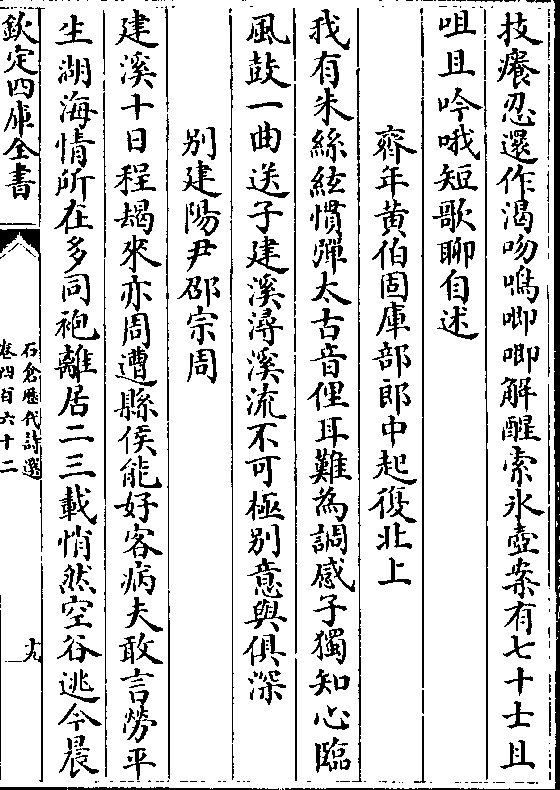 技癢忍還作渴吻鳴唧唧解酲索氷壺案有七十士且
咀且吟哦短歌聊自述
齊年黄伯固庫部郎中起復北上
我有朱絲絃慣彈太古音俚耳難為調感子獨知心臨
風鼓一曲送子建溪潯溪流不可極别意與俱深
别建陽尹邵宗周
建溪十日程朅來亦周遭縣侯能好客病夫敢言勞平
生湖海情所在多同袍離居二三載悄然空谷逃今晨
欽定四庫全書
石倉歷代詩選
卷四百六十二
十九